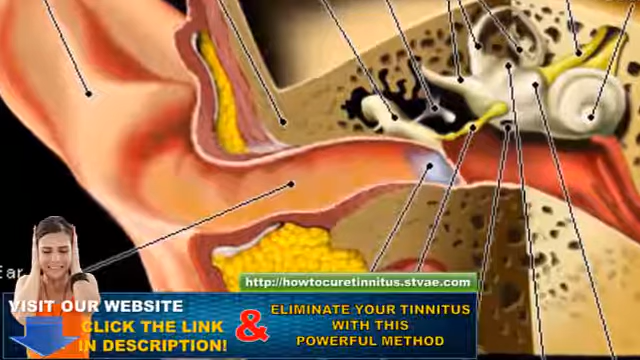 Ear
http://howtocuretinnitus.stvae.com
VISIT OUR WEBSITE
CLICK THE LINK
IN DESCRIPTION!
&
ELIMINATE YOUR TINNITUS
WITH THIS
POWERFUL METHOD